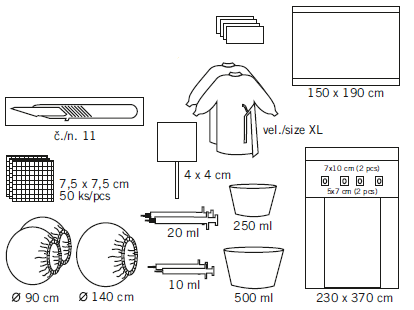 150 x 190 cm
č./n. 11
vel./size XL
4 x 4 cm
7,5 x 7,5 cm
50 ks/pcs
7x10 cm (2 pcs)
5x7 cm (2 pcs)
20 ml
250 ml
Ø 90 cm
Ø 140 cm
10 ml
500 ml
230 x 370 cm